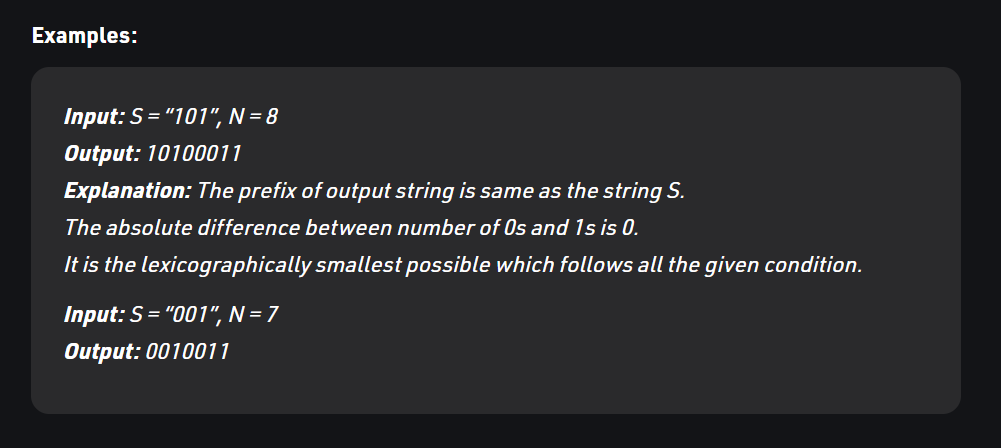 Examples:
Input: S = “101”, N = 8
Output: 10100011
Explanation: The prefix of output string is same as the string S.
The absolute difference between number of 0s and 1s is 0.
It is the lexicographically smallest possible which follows all the given condition.
Input: S = “001”, N = 7
Output: 0010011